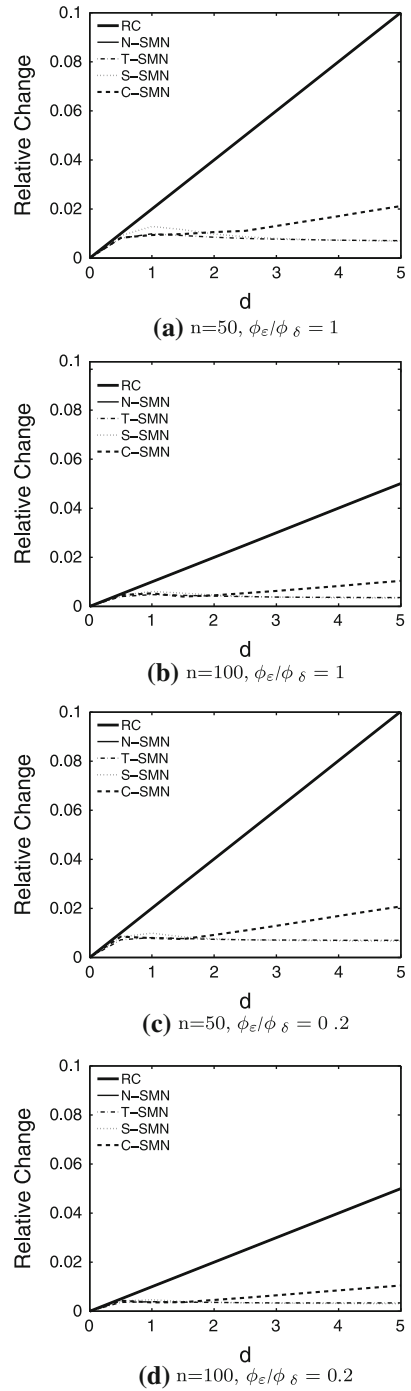 0.1
RC
N−SMN
0.08
T−SMN
S−SMN
C−SMN
0.06
0.04
0.02
0
0 1 2 3 4 5
Relative Change
d
(a) n=50, ϕε/ϕ δ = 1
0.1
RC
N−SMN
0.08
T−SMN
S−SMN
C−SMN
0.06
0.04
0.02
0
0 1 2 3 4 5
Relative Change
d
(b) n=100, ϕε/ϕ δ = 1
0.1
RC
N−SMN
0.08
T−SMN
S−SMN
C−SMN
0.06
0.04
0.02
0
0 1 2 3 4 5
Relative Change
d
(c) n=50, ϕε/ϕ δ = 0 .2
0.1
RC
N−SMN
0.08
T−SMN
S−SMN
C−SMN
0.06
0.04
0.02
0
0 1 2 3 4 5
Relative Change
d
(d) n=100, ϕε/ϕ δ = 0.2